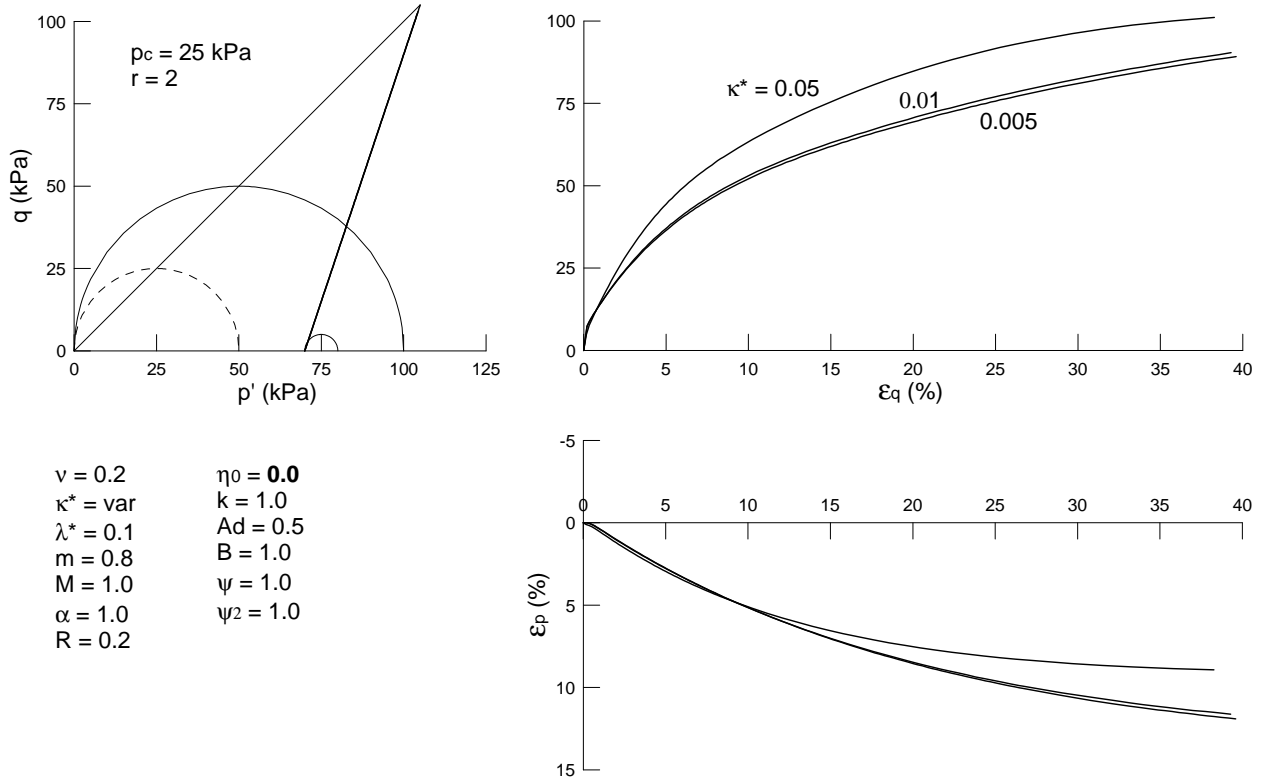 100
75
50
25
0
q (kPa)
pc = 25 kPa
r = 2
0 25 50 75 100 125
p' (kPa)
100
75
50
25
0
κ* = 0.05
0.01
0.005
0 5 10 15 20 25 30 35 40
εq (%)
ν = 0.2
κ* = var
λ* = 0.1
m = 0.8
M = 1.0
α = 1.0
R = 0.2
η0 = 0.0
k = 1.0
Ad = 0.5
B = 1.0
ψ = 1.0
ψ2 = 1.0
-5
0
5
10
15
εp (%)
0 5 10 15 20 25 30 35 40